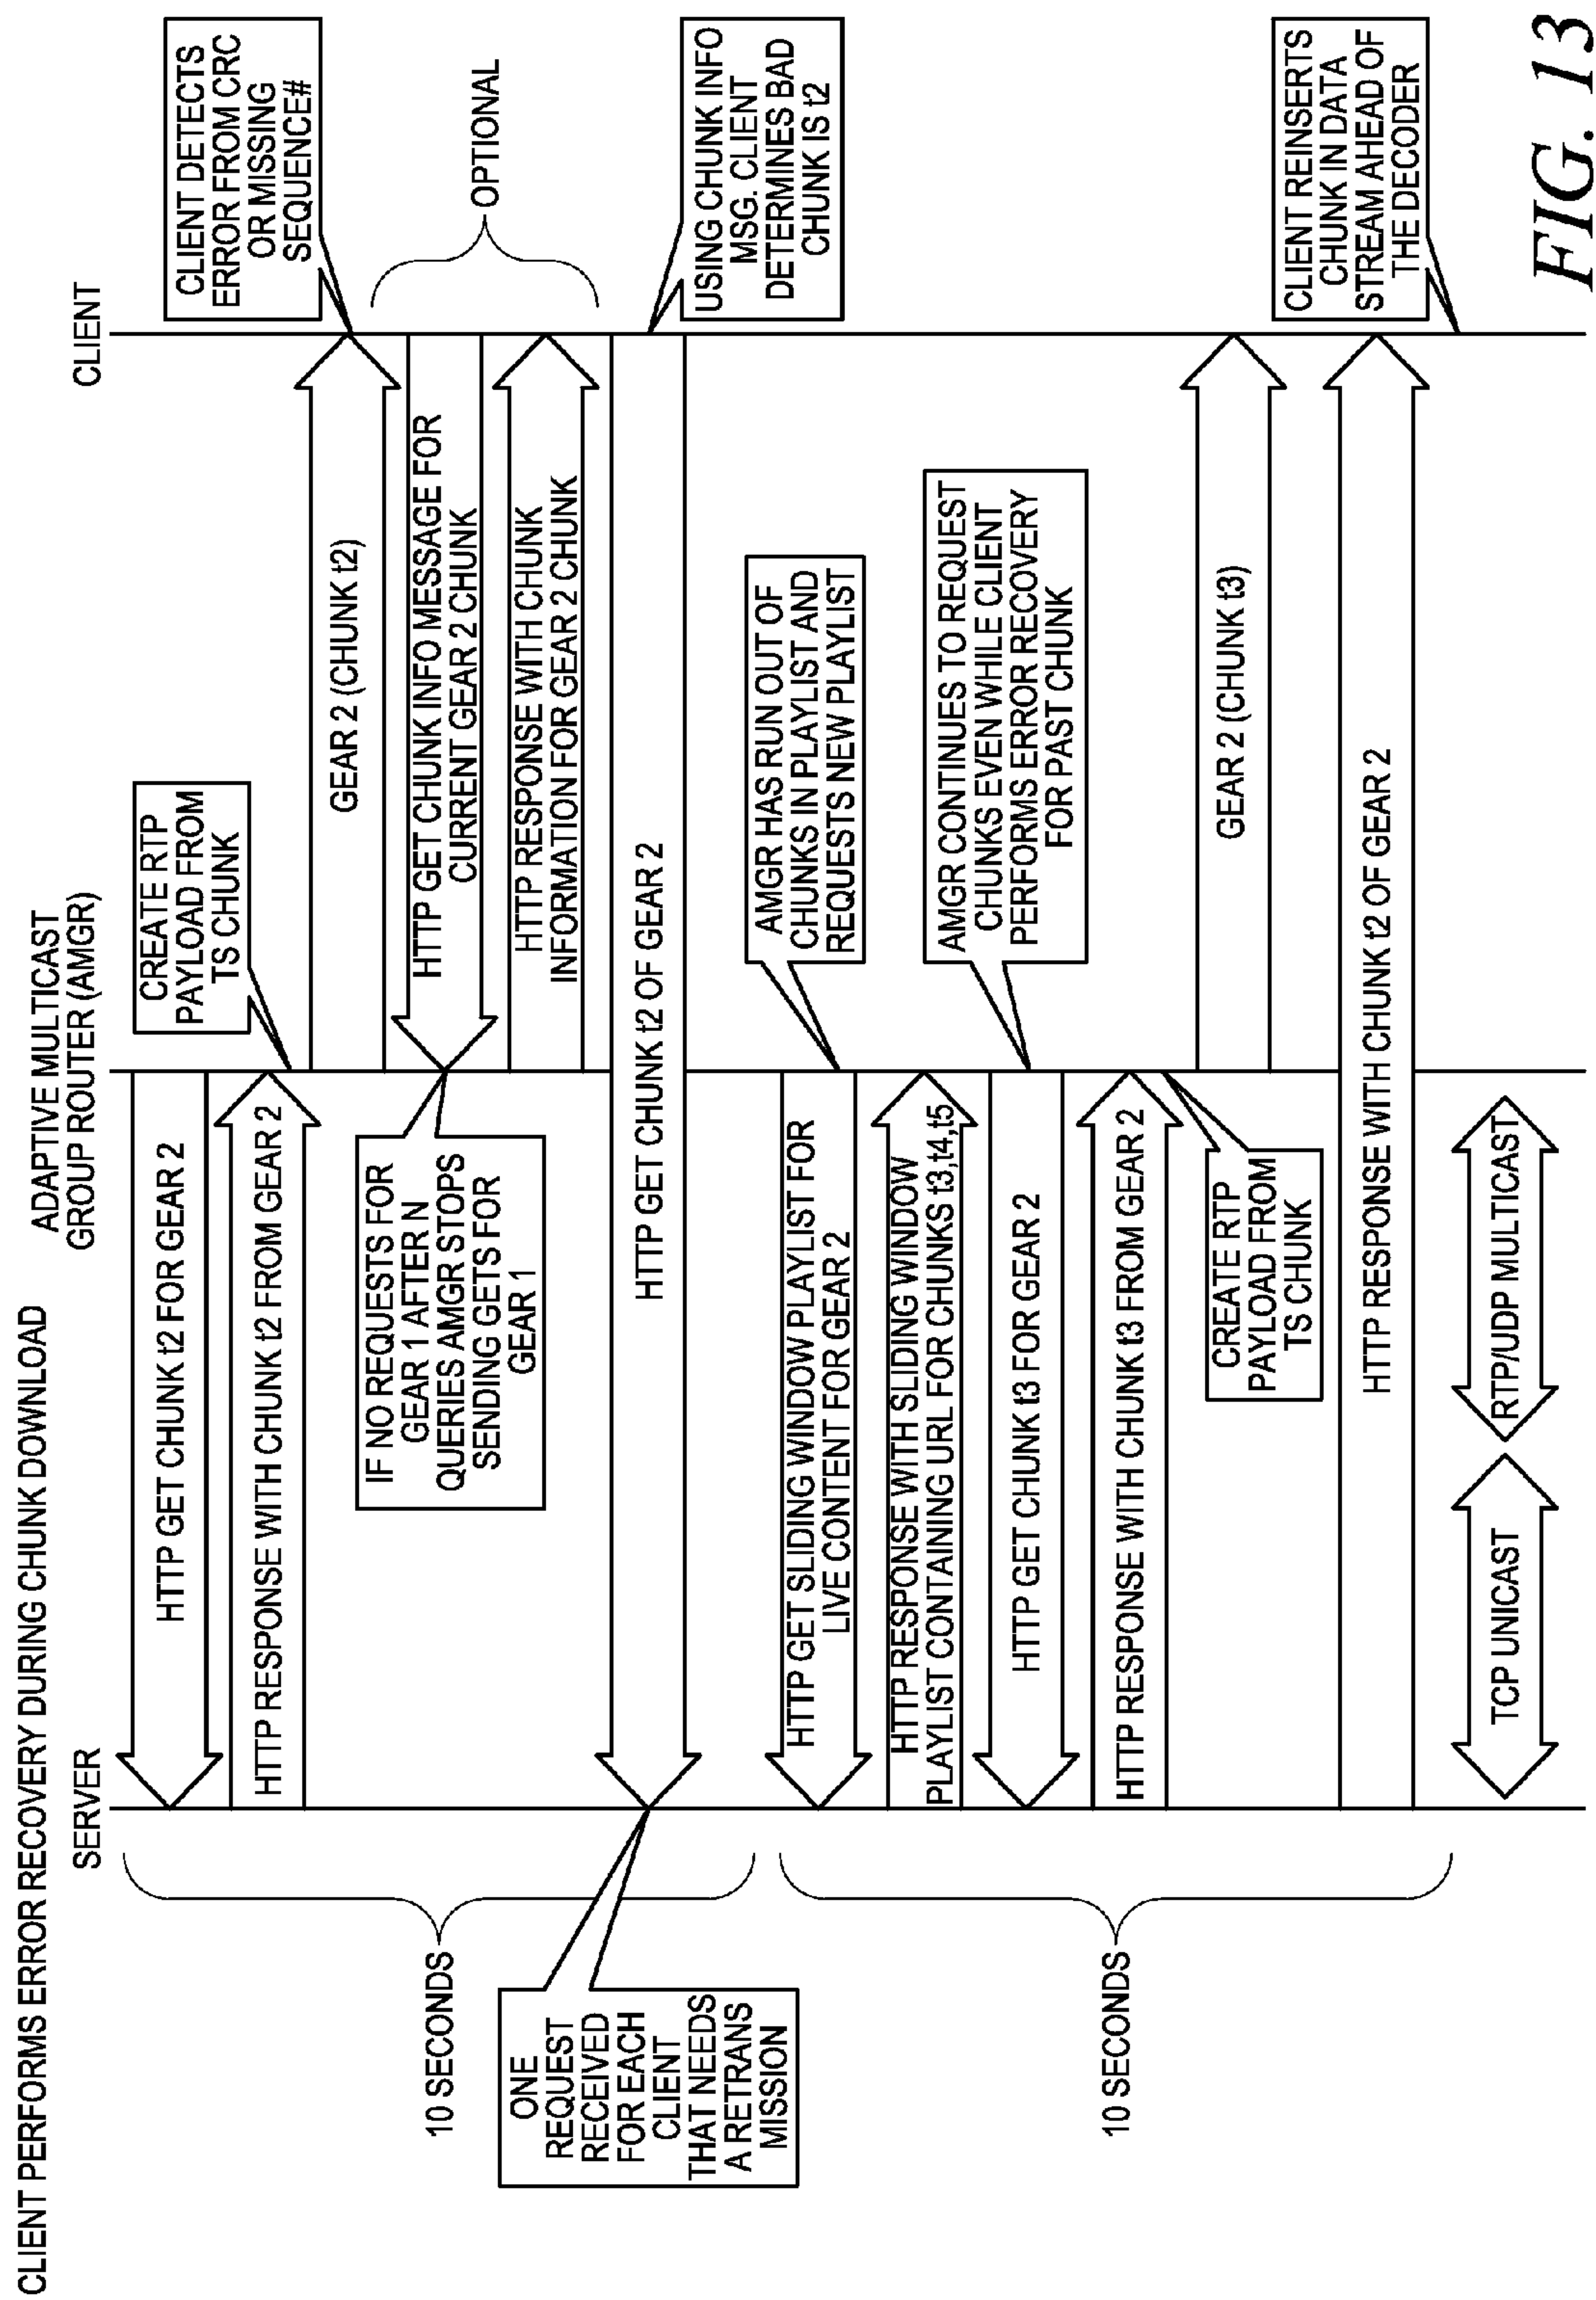 CLIENT PERFORMS ERROR RECOVERY DURING CHUNK DOWNLOAD
SERVER
ADAPTIVE MULTICAST
GROUP ROUTER (AMGR)
CLIENT
HTTP GET CHUNK t2 FOR GEAR 2
CREATE RTP
PAYLOAD FROM
TS CHUNK
CLIENT DETECTS
ERROR FROM CRC
OR MISSING
SEQUENCE#
HTTP RESPONSE WITH CHUNK t2 FROM GEAR 2
GEAR 2 (CHUNK t2)
10 SECONDS
IF NO REQUESTS FOR
GEAR 1 AFTER N
QUERIES AMGR STOPS
SENDING GETS FOR
GEAR 1
HTTP GET CHUNK INFO MESSAGE FOR
CURRENT GEAR 2 CHUNK
OPTIONAL
HTTP RESPONSE WITH CHUNK
INFORMATION FOR GEAR 2 CHUNK
ONE
REQUEST
RECEIVED
FOR EACH
CLIENT
THAT NEEDS
A RETRANS
MISSION
HTTP GET CHUNK t2 OF GEAR 2
USING CHUNK INFO
MSG. CLIENT
DETERMINES BAD
CHUNK IS t2
HTTP GET SLIDING WINDOW PLAYLIST FOR
LIVE CONTENT FOR GEAR 2
AMGR HAS RUN OUT OF
CHUNKS IN PLAYLIST AND
REQUESTS NEW PLAYLIST
HTTP RESPONSE WITH SLIDING WINDOW
PLAYLIST CONTAINING URL FOR CHUNKS t3,t4,t5
AMGR CONTINUES TO REQUEST
CHUNKS EVEN WHILE CLIENT
PERFORMS ERROR RECOVERY
FOR PAST CHUNK
HTTP GET CHUNK t3 FOR GEAR 2
10 SECONDS
HTTP RESPONSE WITH CHUNK t3 FROM GEAR 2
CREATE RTP
PAYLOAD FROM
TS CHUNK
GEAR 2 (CHUNK t3)
CLIENT REINSERTS
CHUNK IN DATA
STREAM AHEAD OF
THE DECODER
HTTP RESPONSE WITH CHUNK t2 OF GEAR 2
TCP UNICAST
RTP/UDP MULTICAST
FIG. 13